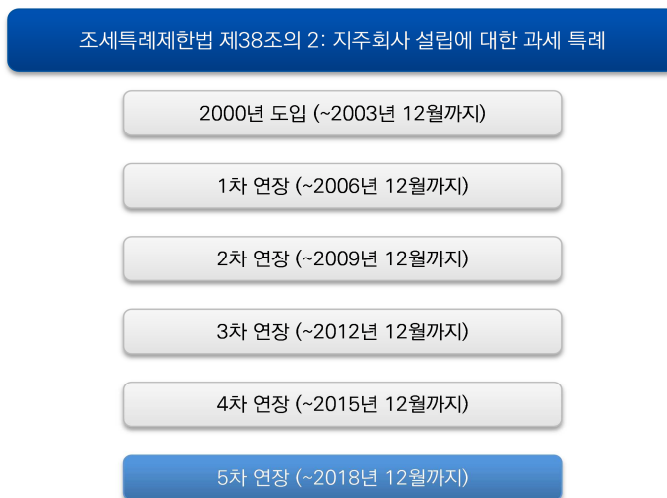 조세특례제한법 제38조의 2: 지주회사 설립에 대한 과세 특례
2000년 도입 (~2003년 12월까지)
1차 연장 (~2006년 12월까지)
2차 연장 (~2009년 12월까지)
3차 연장 (~2012년 12월까지)
4차 연장 (~2015년 12월까지)
5차 연장 (~2018년 12월까지)